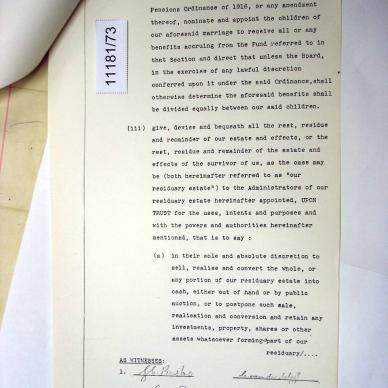 Pensions Ordinance of 1916, or any amendment
thereof, nominate and appoint the children of
our aforesaid marriage to receive all or any
benefits accruing from the Fund referred to in
that Section and direct that unless the Board,
in the exercise of any lawful discretion
conferred upon it under the said Ordinance,shall
otherwise determine the aforesaid benefits shall
be divided equally between our said children.
11181/73
(iii) give, devise and bequeath all the rest, residue
and remainder of our estate and effects, or the
rest, residue and remainder of the estate and
effects of the survivor of us, as the case may
be (both hereinafter referred to as "our
residuary estate") to the Administrators of our
residuary estate hereinafter appointed, UPON
TRUST for the uses, intents and purposes and
with the powers and authorities hereinafter
mentioned, that is to say :
(a) in their sole and absolute discretion to
sell, realise and convert the whole, or
any portion of our residuary estate into
cash, either out of hand or by public
auction, or to postpone such sale,
realisation and conversion and retain any
investments, property, shares or other
assets whatsoever forming part of our
residuary/....
AS WITNESSES:
1.